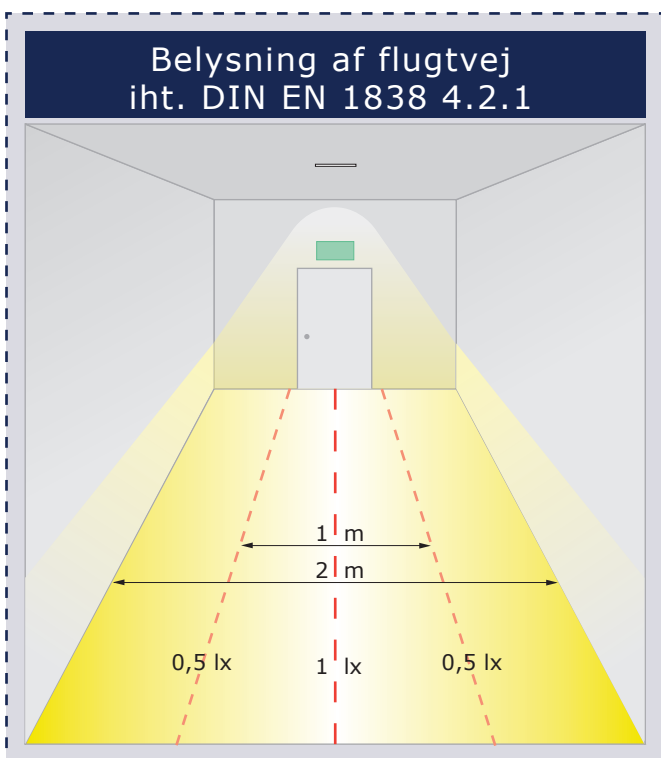 Belysning af flugtvej
iht. DIN EN 1838 4.2.1
1 m
2 m
0,5 lx 1 lx 0,5 lx